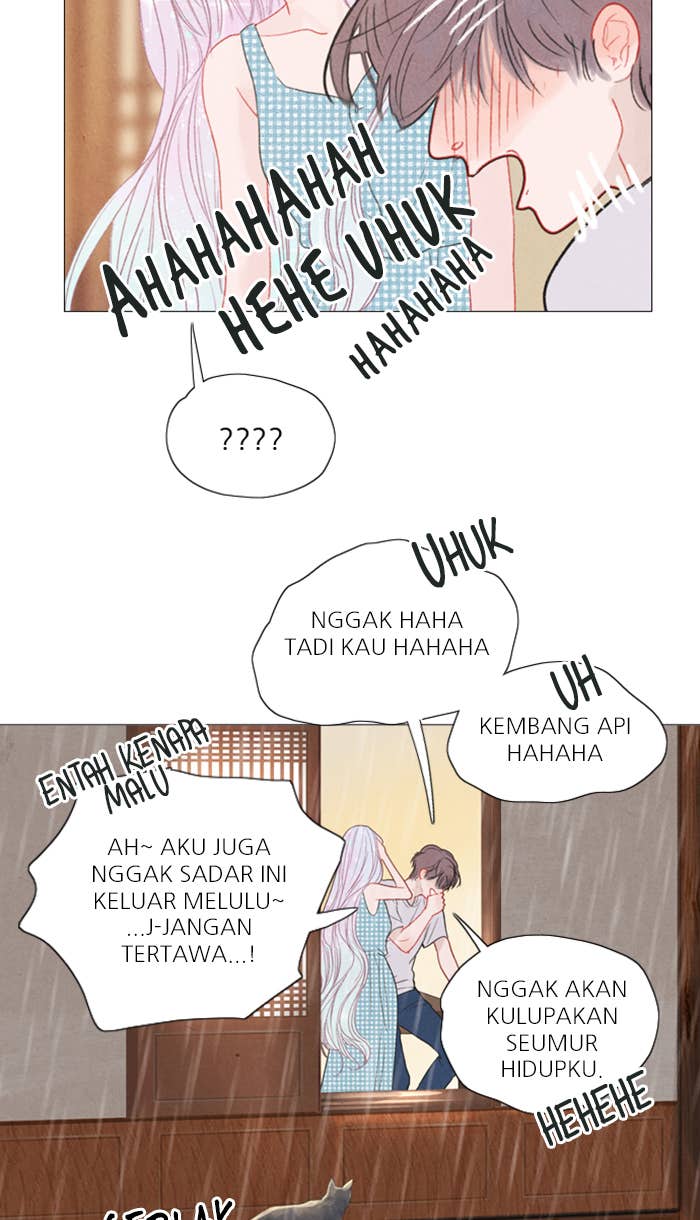 AHAHAHAHAH
HEHE UHUK
HAHAHAHA
????
UHUK
NGGAK HAHA
TADI KAU HAHAHA
UH
KEMBANG API
HAHAHA
ENTAH KENAPA
MALU
AH~ AKU JUGA
NGGAK SADAR INI
KELUAR MELULU~
...J-JANGAN
TERTAWA...!
NGGAK AKAN
KULUPAKAN
SEUMUR
HIDUPKU.
HEHEHE